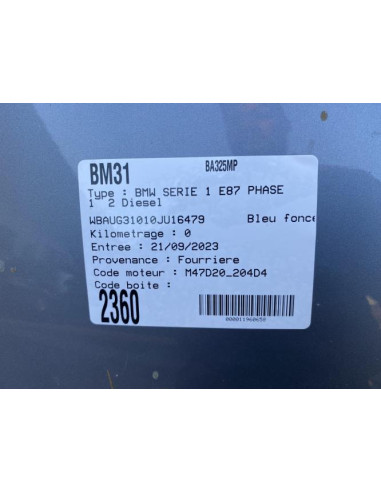 BM31 BA325MP
Type : BMW SERIE 1 E87 PHASE
1 2 Diesel
WBAUG31010JU16479 Bleu fonce
Kilometrage : 0
Entree : 21/09/2023
Provenance : Fourriere
Code moteur : M47D20_204D4
Code boite :
2360